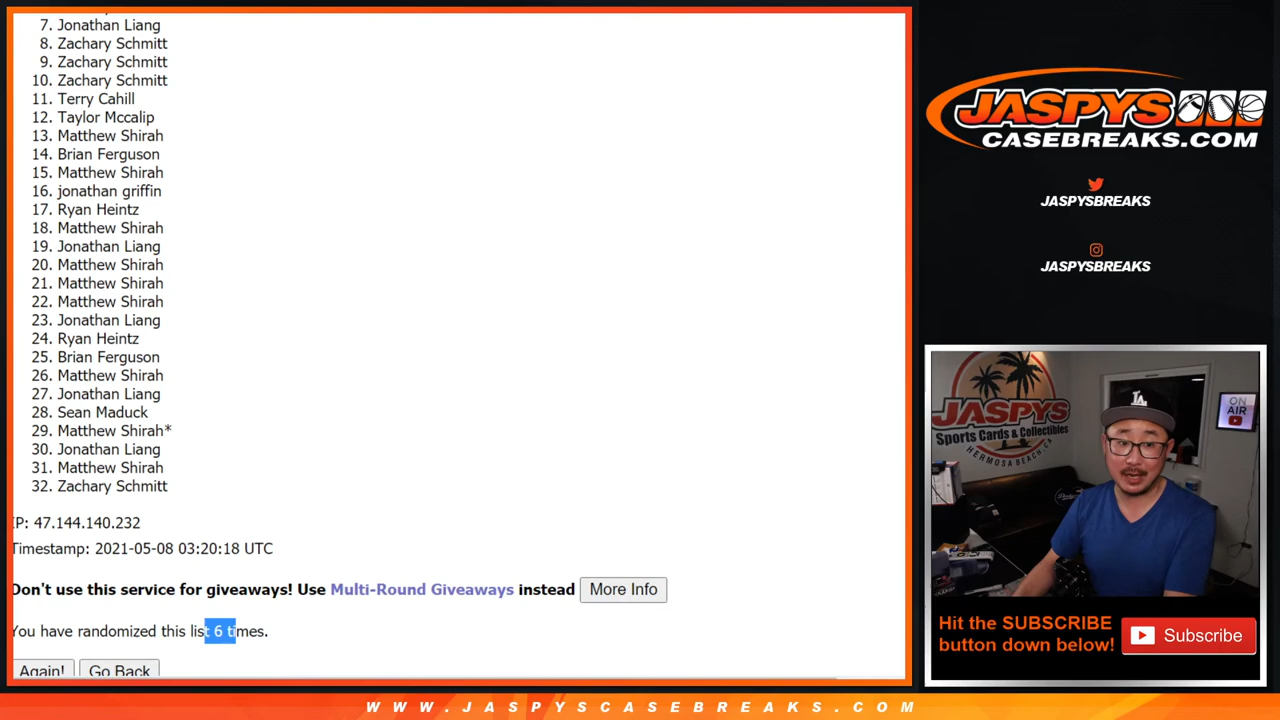 7. Jonathan Liang
8. Zachary Schmitt
9. Zachary Schmitt
10. Zachary Schmitt
11. Terry Cahill
12. Taylor Mccalip
13. Matthew Shirah
14. Brian Ferguson
15. Matthew Shirah
16. jonathan griffin
17. Ryan Heintz
18. Matthew Shirah
19. Jonathan Liang
20. Matthew Shirah
21. Matthew Shirah
22. Matthew Shirah
23. Jonathan Liang
24. Ryan Heintz
25. Brian Ferguson
26. Matthew Shirah
27. Jonathan Liang
28. Sean Maduck
29. Matthew Shirah*
30. Jonathan Liang
31. Matthew Shirah
32. Zachary Schmitt
IP: 47.144.140.232
Timestamp: 2021-05-08 03:20:18 UTC
Don't use this service for giveaways! Use Multi-Round Giveaways instead More Info
You have randomized this list 6 times.
Again! Go Back
JASPYS
CASEBREAKS.COM
JASPYSBREAKS
JASPYSBREAKS
JASPYS
Sports Cards & Collectibles
HERMOSA BEACH, CA
LA
ON
AIR
Hit the SUBSCRIBE
button down below!
Subscribe
WWW.JASPYSCASEBREAKS.COM